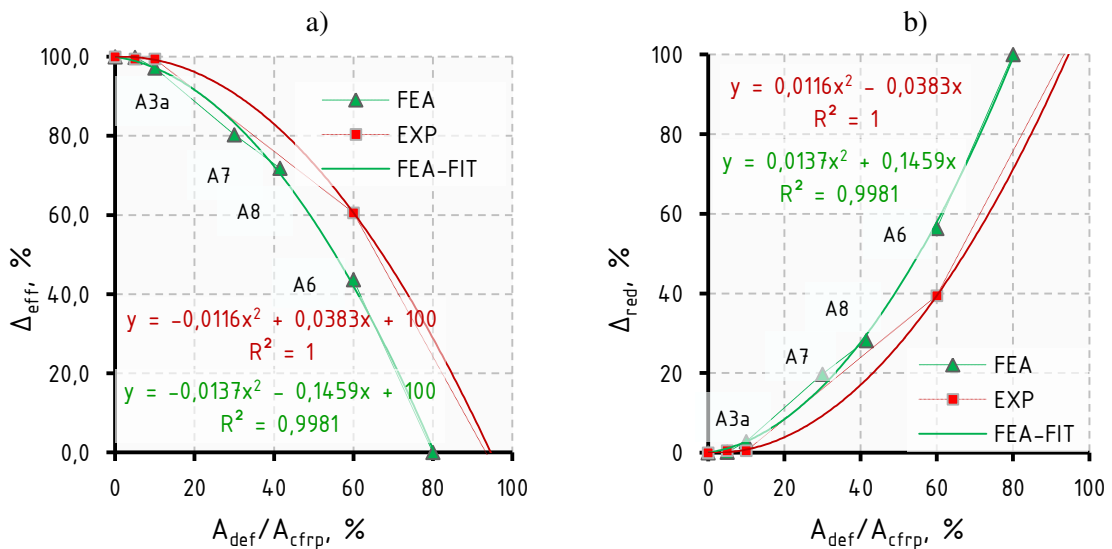 a)
100,0
80,0
60,0
40,0
20,0
0,0
Δeff, %
A3a
A7
A8
A6
FEA
EXP
FEA-FIT
y = -0,0116x² + 0,0383x + 100
R² = 1
y = -0,0137x² - 0,1459x + 100
R² = 0,9981
0 20 40 60 80 100
Adef/Acfrp, %
b)
100
80
60
40
20
0
Δred, %
y = 0,0116x² - 0,0383x
R² = 1
y = 0,0137x² + 0,1459x
R² = 0,9981
A6
A8
A7
A3a
FEA
EXP
FEA-FIT
0 20 40 60 80 100
Adef/Acfrp, %